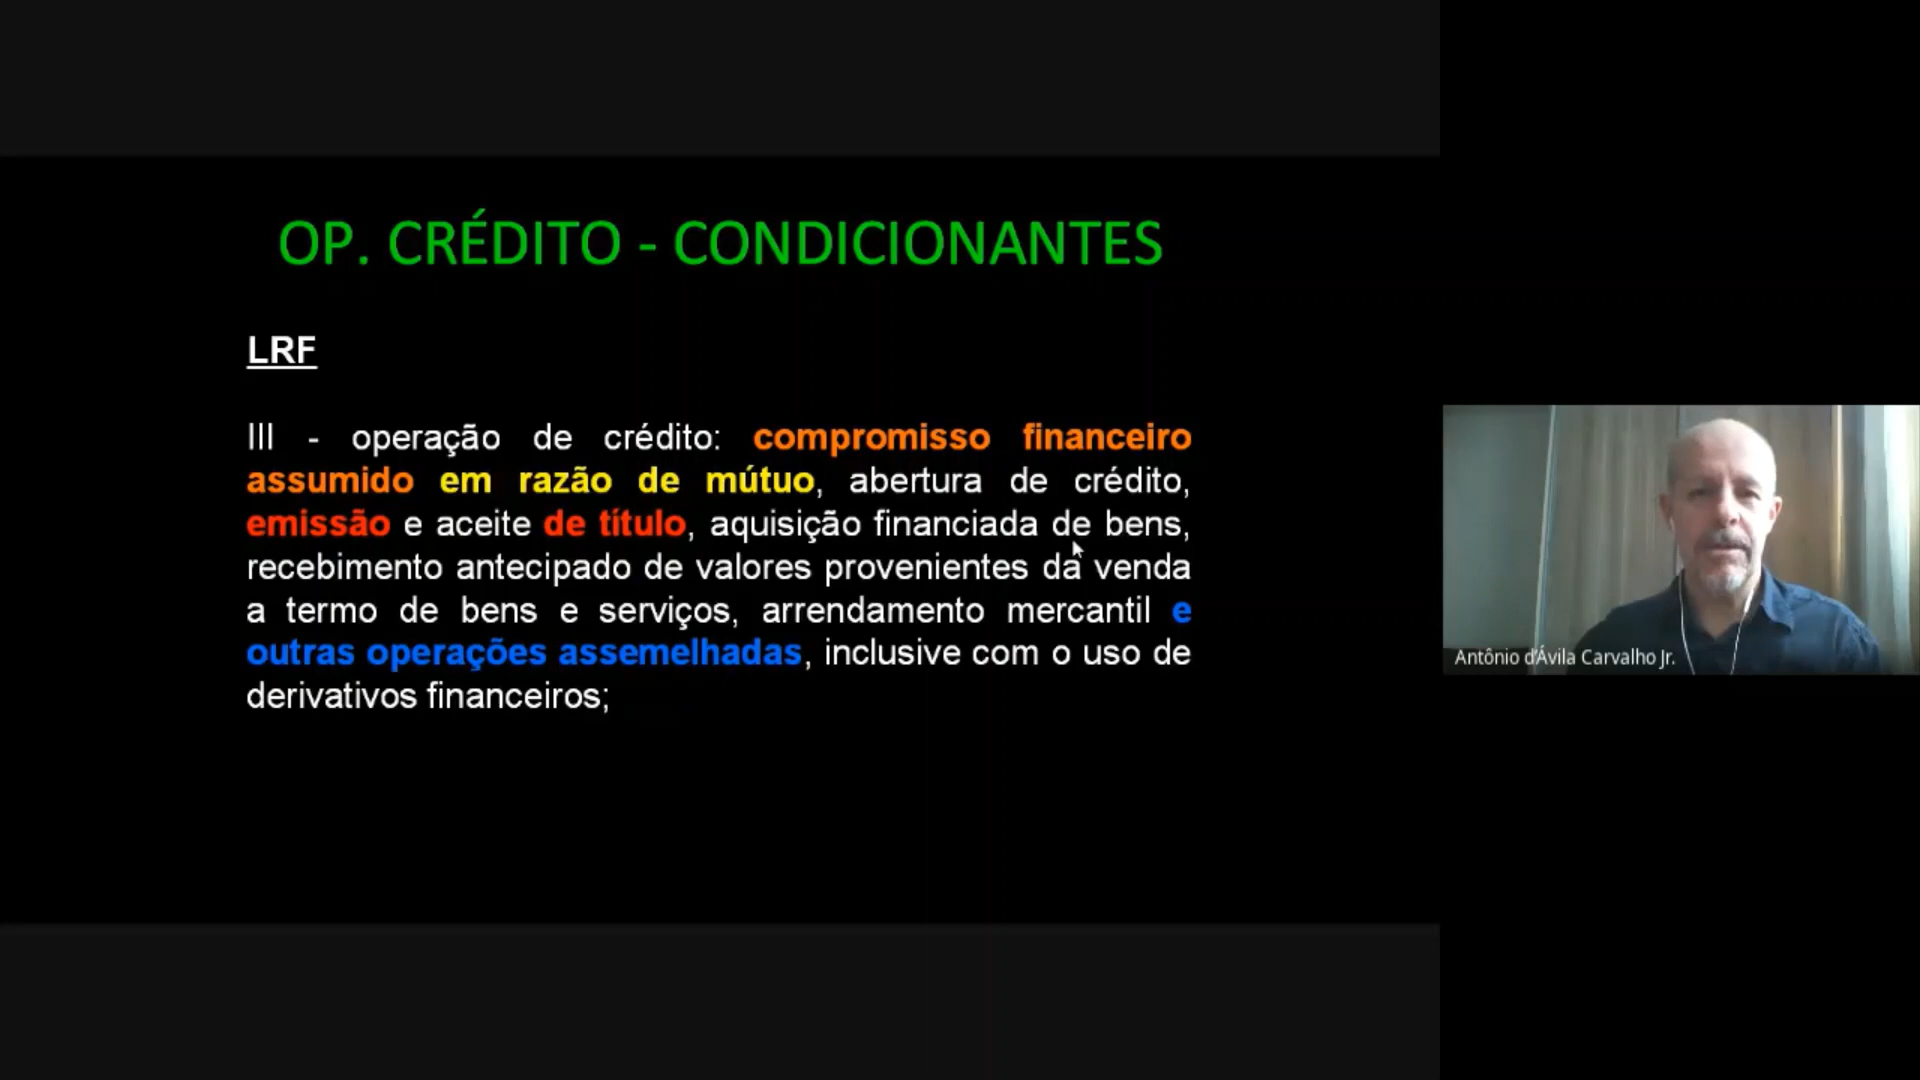 OP. CRÉDITO - CONDICIONANTES
LRF
III - operação de crédito: compromisso financeiro
assumido em razão de mútuo, abertura de crédito,
emissão e aceite de título, aquisição financiada de bens,
recebimento antecipado de valores provenientes da venda
a termo de bens e serviços, arrendamento mercantil e
outras operações assemelhadas, inclusive com o uso de
derivativos financeiros;
Antônio d'Ávila Carvalho Jr.